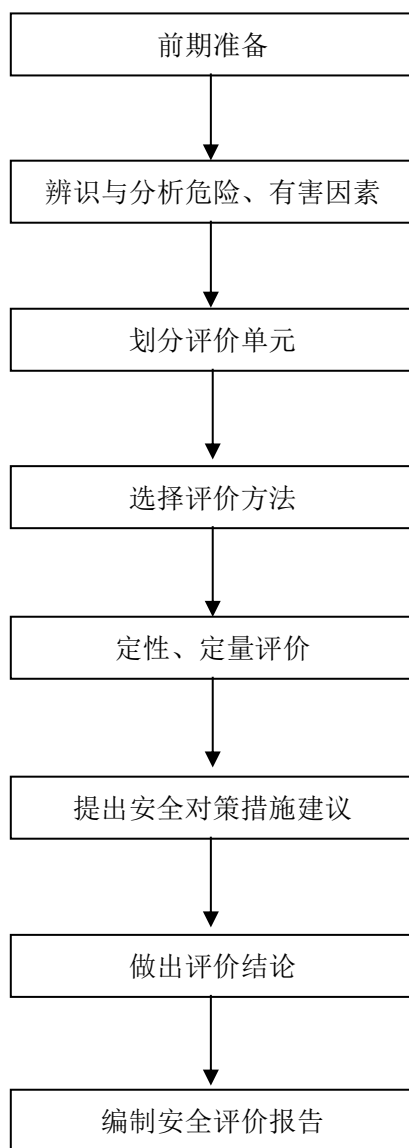 前期准备
辨识与分析危险、有害因素
划分评价单元
选择评价方法
定性、定量评价
提出安全对策措施建议
做出评价结论
编制安全评价报告